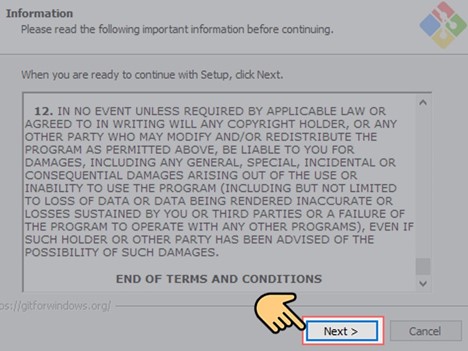 Information
Please read the following important information before continuing.
When you are ready to continue with Setup, click Next.
12. IN NO EVENT UNLESS REQUIRED BY APPLICABLE LAW OR
AGREED TO IN WRITING WILL ANY COPYRIGHT HOLDER, OR ANY
OTHER PARTY WHO MAY MODIFY AND/OR REDISTRIBUTE THE
PROGRAM AS PERMITTED ABOVE, BE LIABLE TO YOU FOR
DAMAGES, INCLUDING ANY GENERAL, SPECIAL, INCIDENTAL OR
CONSEQUENTIAL DAMAGES ARISING OUT OF THE USE OR
INABILITY TO USE THE PROGRAM (INCLUDING BUT NOT LIMITED
TO LOSS OF DATA OR DATA BEING RENDERED INACCURATE OR
LOSSES SUSTAINED BY YOU OR THIRD PARTIES OR A FAILURE OF
THE PROGRAM TO OPERATE WITH ANY OTHER PROGRAMS), EVEN IF
SUCH HOLDER OR OTHER PARTY HAS BEEN ADVISED OF THE
POSSIBILITY OF SUCH DAMAGES.
END OF TERMS AND CONDITIONS
ps://gitforwindows.org/
Next > Cancel